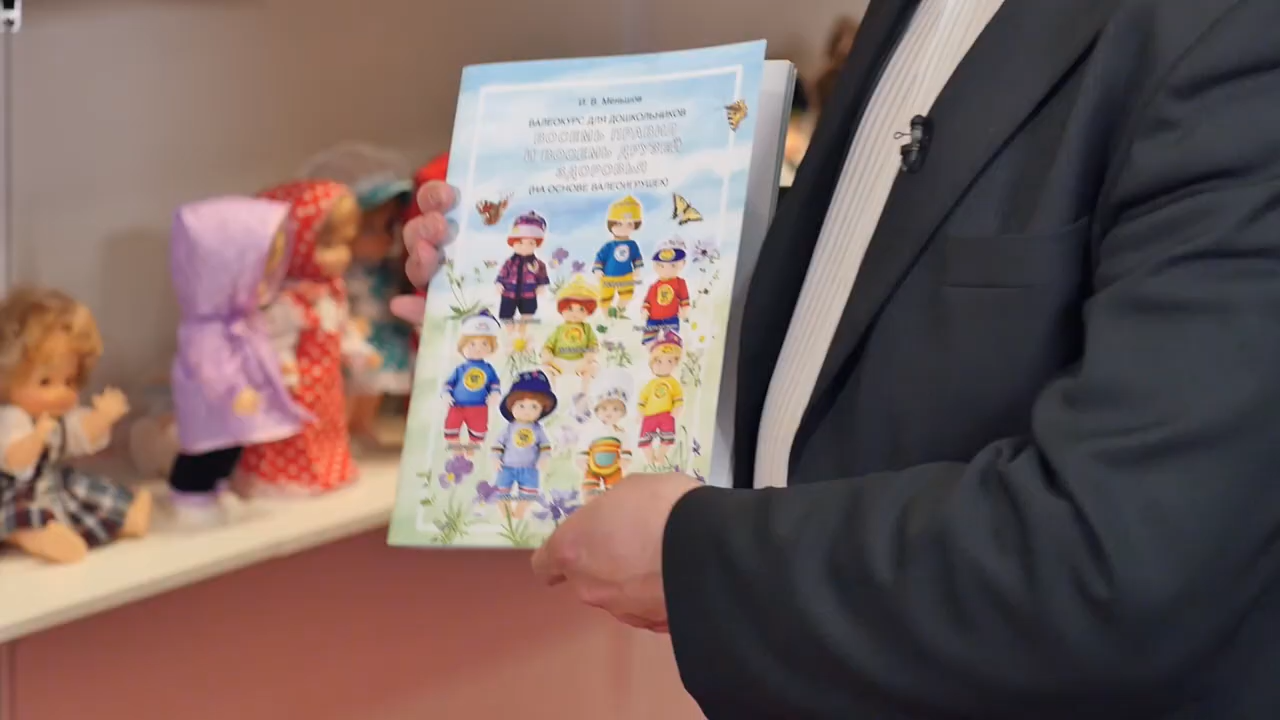 И. В. Меньшов
ВАЛЕОКУРС ДЛЯ ДОШКОЛЬНИКОВ
ВОСЕМЬ ПРАВИЛ
И ВОСЕМЬ ДРУЗЕЙ
ЗДОРОВЬЯ
(НА ОСНОВЕ ВАЛЕОИГРУШЕК)